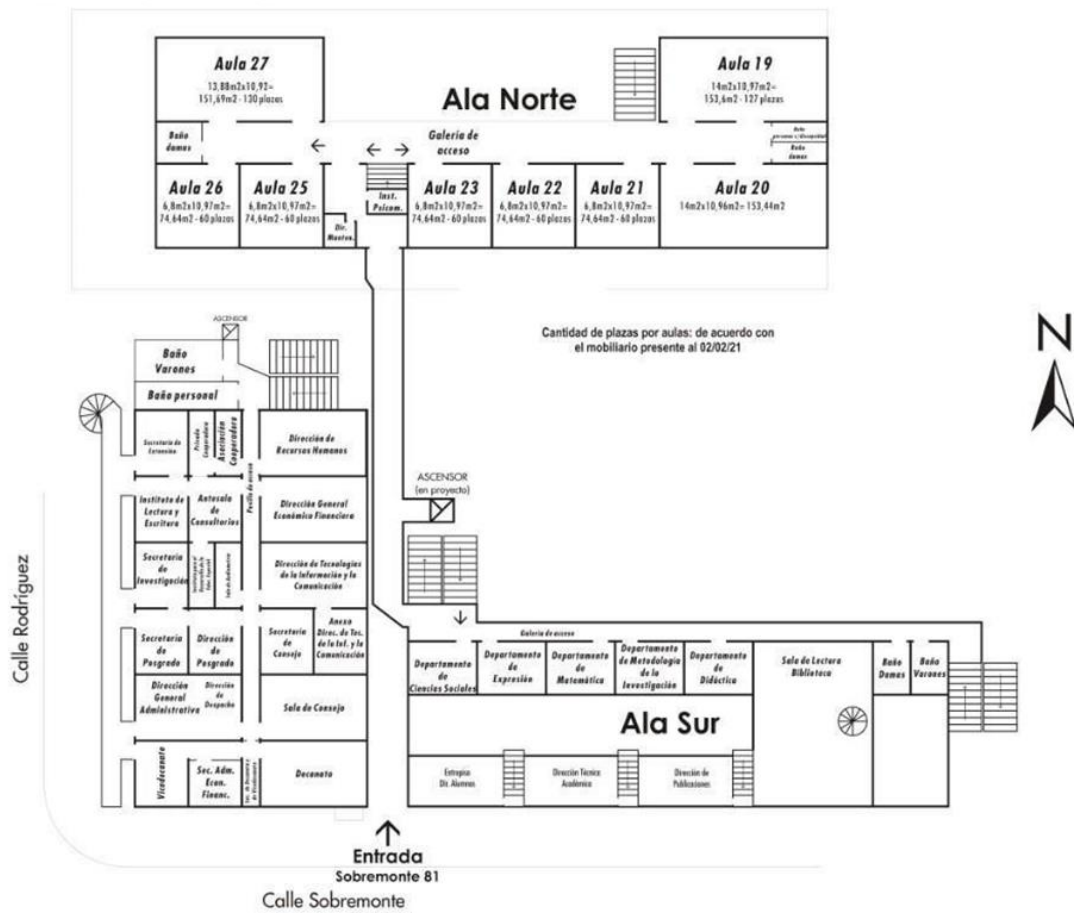 Aula 27
13,88m2x10,92=
151,69m2 - 130 plazas
Ala Norte
Aula 19
14m2x10,97m2=
153,6m - 127 plazas
Baño
damas
Galería de
acceso
Baño
damas
Aula 26
6,8m2x10,97m2=
74,64m2 - 60 plazas
Aula 25
6,8m2x10,97m2=
74,64m2 - 60 plazas
Inst.
Psicom.
Dir.
Manten.
Aula 23
6,8m2x10,97m2=
74,64m2 - 60 plazas
Aula 22
6,8m2x10,97m2=
74,64m2 - 60 plazas
Aula 21
6,8m2x10,97m2=
74,64m2 - 60 plazas
Aula 20
14m2x10,96m2= 153,44m2
Cantidad de plazas por aulas: de acuerdo con
el mobiliario presente al 02/02/21
N
ASCENSOR
Baño
Varones
Baño personal
Secretaría de
Extensión
Privado
Cooperadora
Asociación
Cooperadora
Pasillo de acceso
Dirección de
Recursos Humanos
Instituto de
Lectura y
Escritura
Antesala
de
Consultorios
Dirección General
Económico Financiera
Secretaría
de
Investigación
Dirección de Tecnologías
de la Información y la
Comunicación
Secretaría
de
Posgrado
Dirección
de
Posgrado
Secretaría
de
Consejo
Anexo
Direc. de Tec.
de la Inf. y la
Comunicación
Dirección
General
Administrativa
Dirección
de
Despacho
Sala de Consejo
Vicedecanato
Sec. Adm.
Econ.
Financ.
Decanato
ASCENSOR
(en proyecto)
Galería de acceso
Departamento
de
Ciencias Sociales
Departamento
de
Expresión
Departamento
de
Matemática
Departamento
de Metodología
de la
Investigación
Departamento
de
Didáctica
Sala de Lectura
Biblioteca
Baño
Damas
Baño
Varones
Ala Sur
Entrepiso
Dir. Alumnos
Dirección Técnica
Académica
Dirección de
Publicaciones
Calle Rodríguez
Entrada
Sobremonte 81
Calle Sobremonte